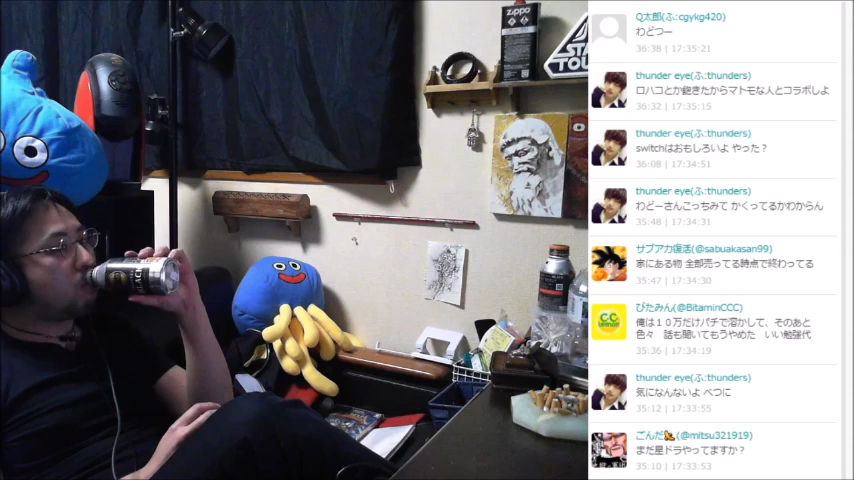 zippo
STA
TOU
BLACK
Q太郎(ふ:cgykg420)
わどつー
36:38 | 17:35:21
thunder eye(ふ:thunders)
ロハコとか飽きたからマトモな人とコラボしよ
36:32 | 17:35:15
thunder eye(ふ:thunders)
switchはおもしろいよ やった？
36:08 | 17:34:51
thunder eye(ふ:thunders)
わどーさんこっちみて かくってるかわからん
35:48 | 17:34:31
サブアカ復活(@sabuakasan99)
家にある物 全部売ってる時点で終わってる
35:47 | 17:34:30
びたみん(@BitaminCCC)
俺は１０万だけパチで溶かして、そのあと
色々　話も聞いてもうやめた　いい勉強代
35:36 | 17:34:19
thunder eye(ふ:thunders)
気になんないよ べつに
35:12 | 17:33:55
ごんだ(@mitsu321919)
まだ星ドラやってますか？
35:10 | 17:33:53